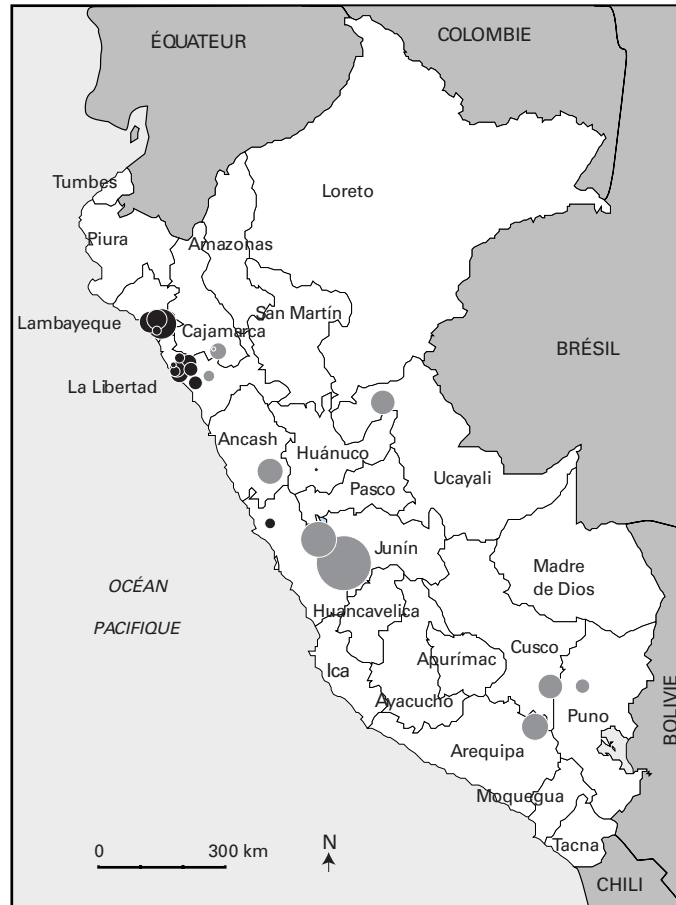 COLOMBIE
ÉQUATEUR
Tumbes
Loreto
Piura
Amazonas
San Martín
Lambayeque
Cajamarca
BRÉSIL
La Libertad
Ancash
Huánuco
Ucayali
Pasco
Junín
Madre
de Dios
OCÉAN
PACIFIQUE
Huancavelica
Cusco
Apurímac
Ica
Ayacucho
Puno
BOLIVIE
Arequipa
Moquegua
Tacna
0 300 km
N
CHILI